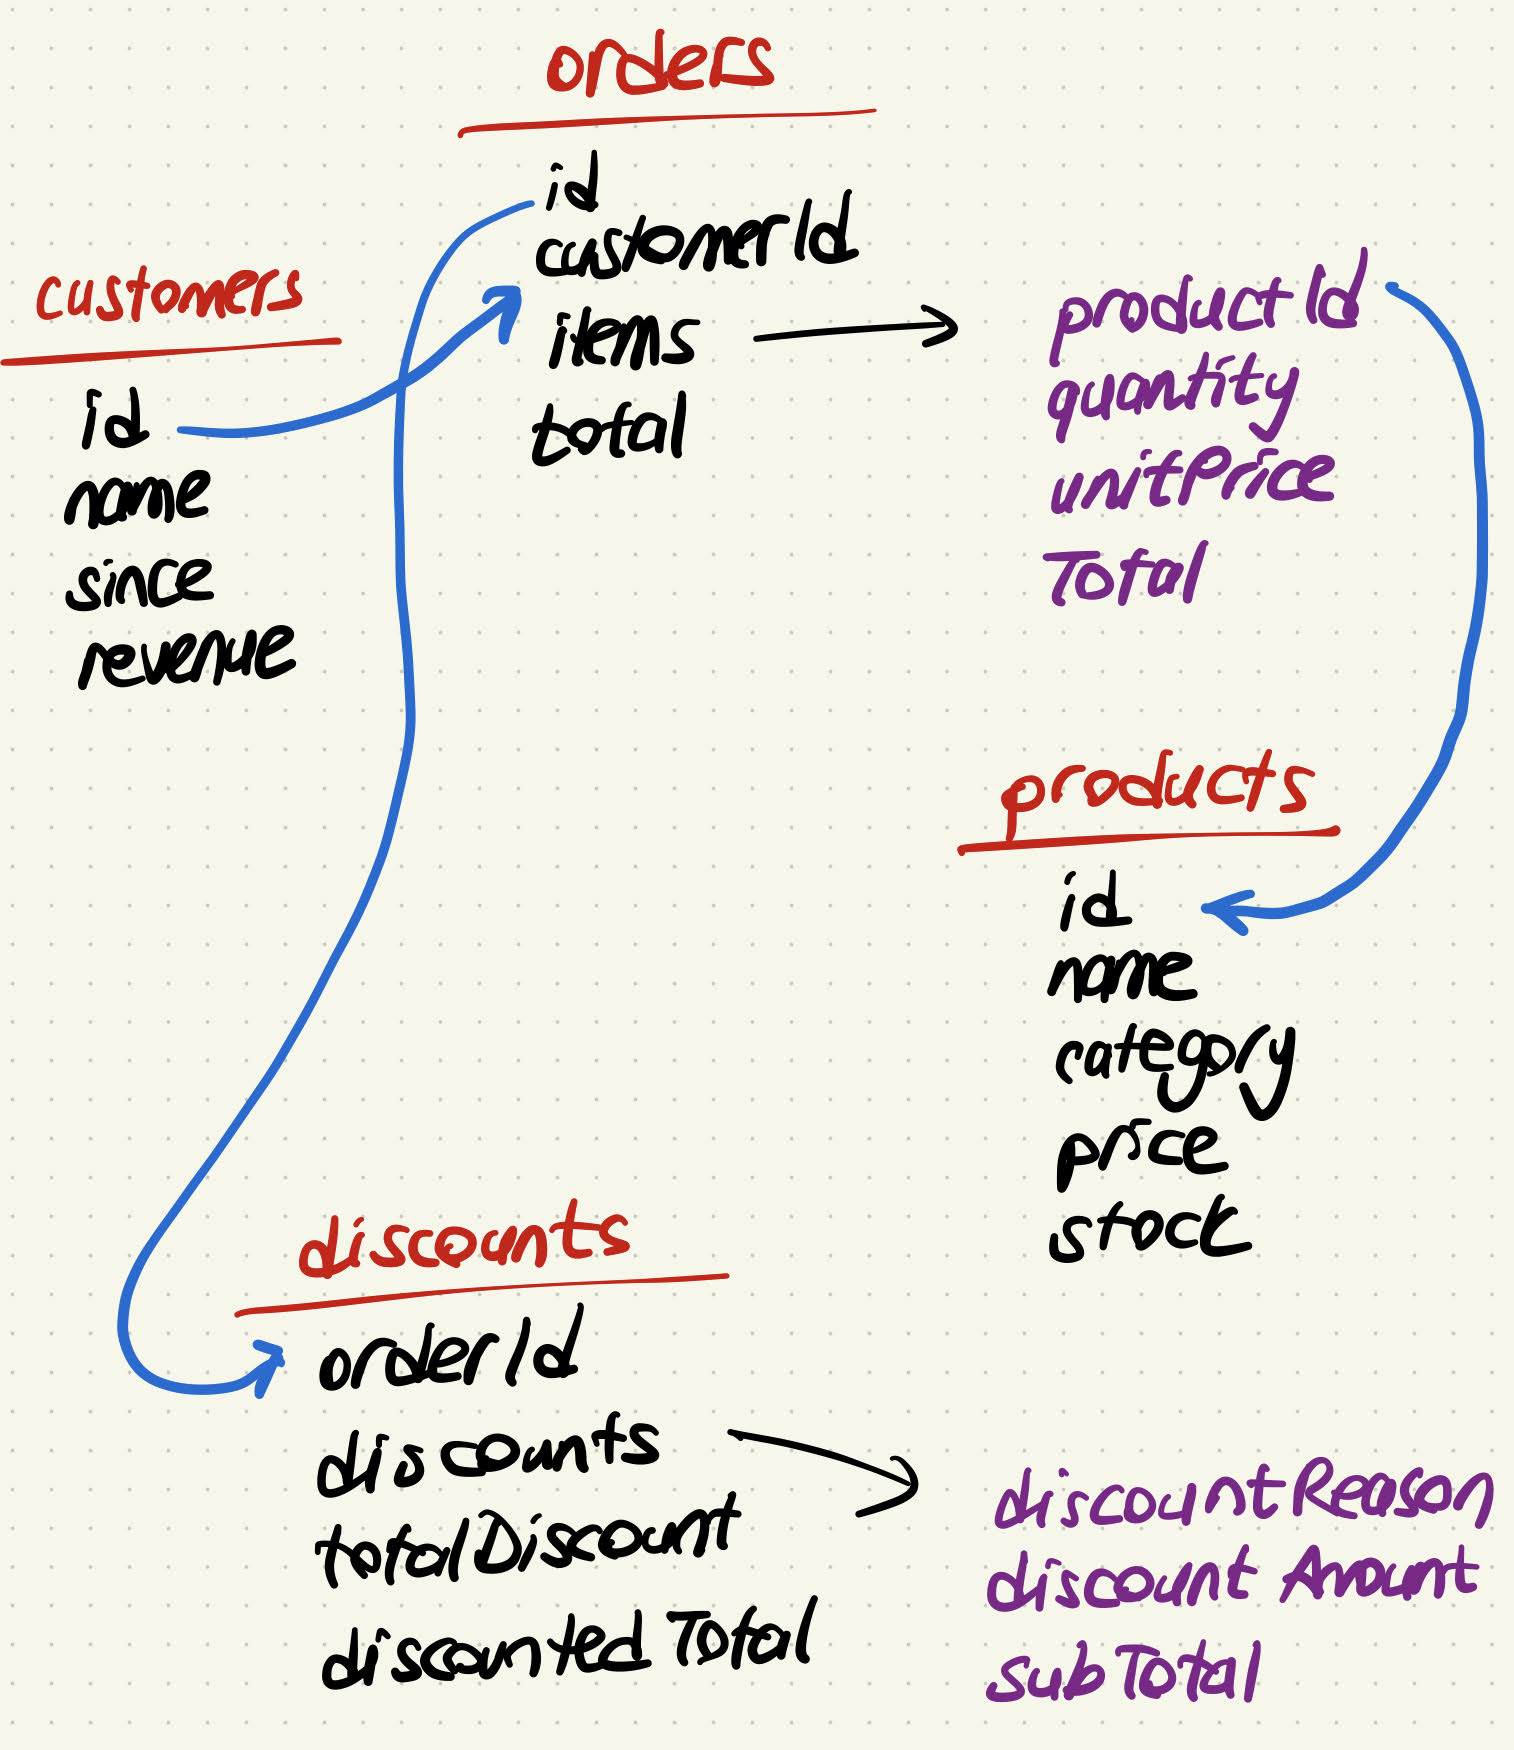 orders
id
customerId
items
total
customers
id
name
since
revenue
productId
quantity
unitPrice
Total
products
id
name
category
price
stock
discounts
orderId
discounts
totalDiscount
discountedTotal
discountReason
discountAmount
subTotal